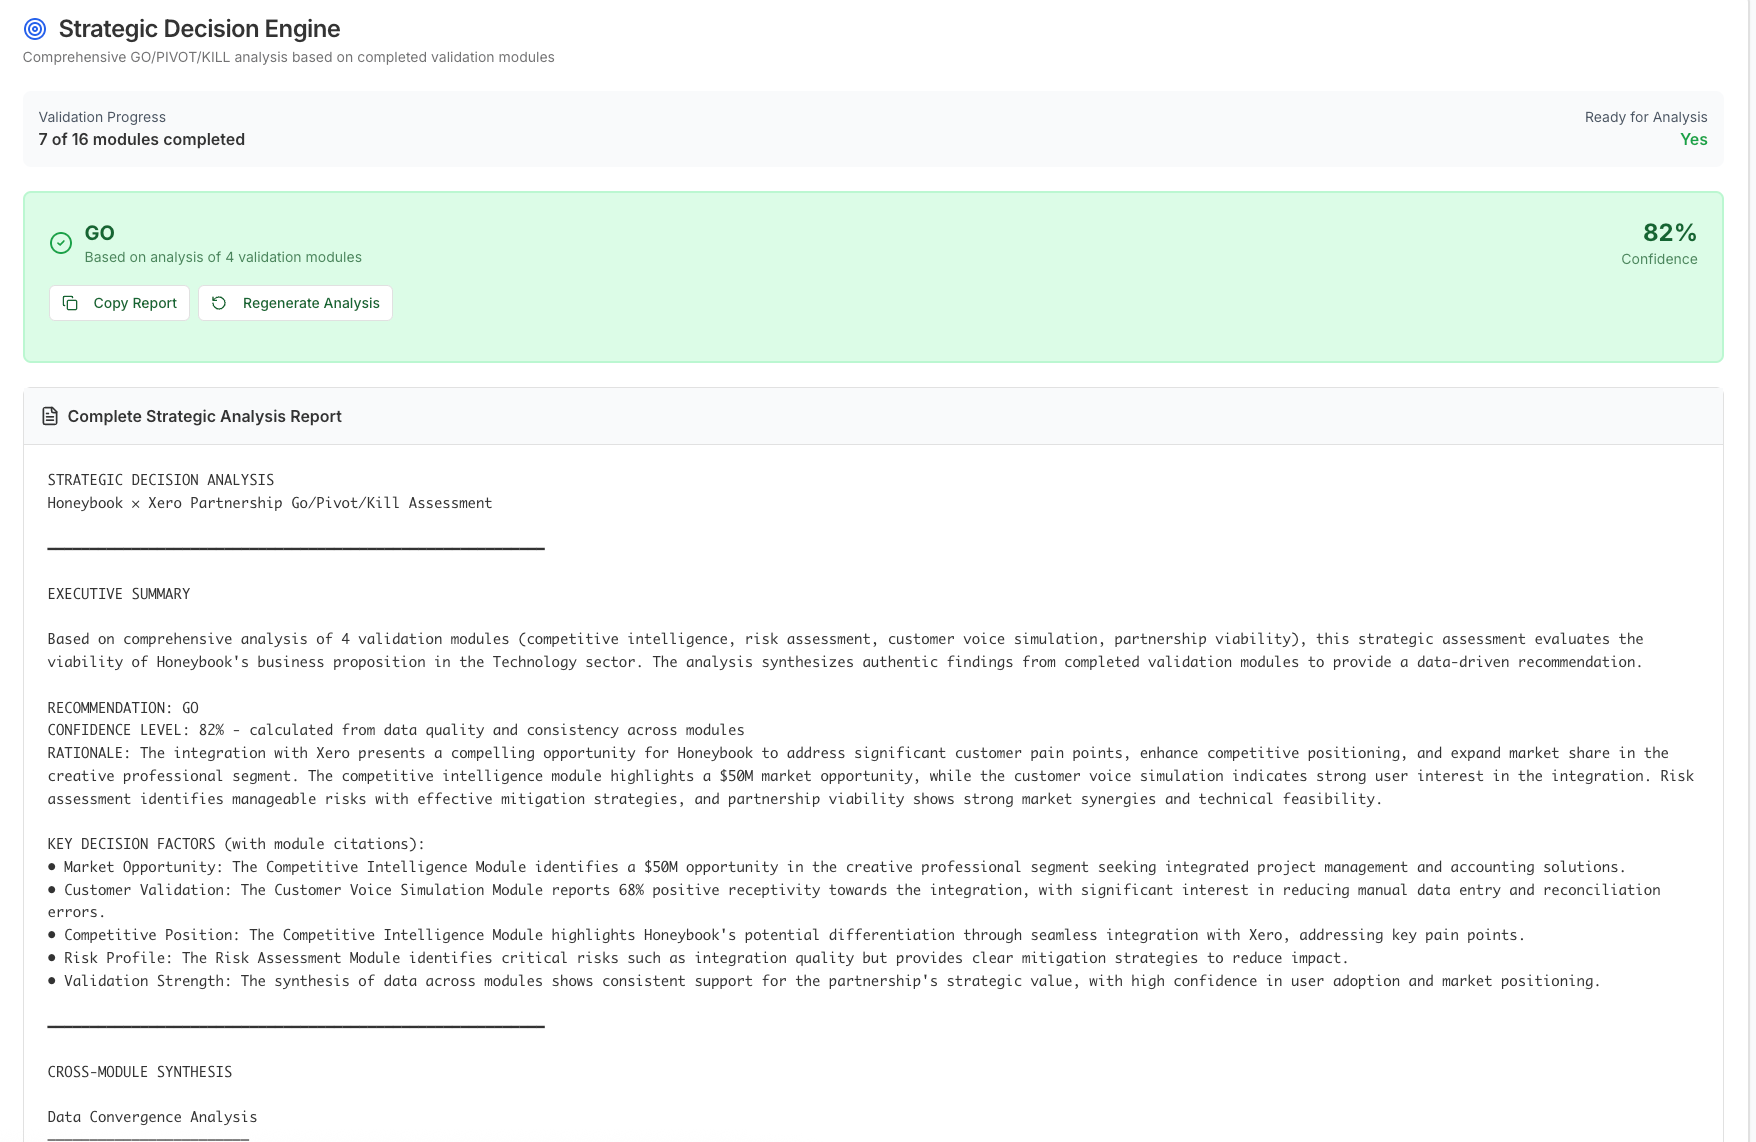 Strategic Decision Engine
Comprehensive GO/PIVOT/KILL analysis based on completed validation modules
Validation Progress
Ready for Analysis
7 of 16 modules completed
Yes
GO
82%
Based on analysis of 4 validation modules
Confidence
Copy Report
Regenerate Analysis
Complete Strategic Analysis Report
STRATEGIC DECISION ANALYSIS
Honeybook × Xero Partnership Go/Pivot/Kill Assessment
EXECUTIVE SUMMARY
Based on comprehensive analysis of 4 validation modules (competitive intelligence, risk assessment, customer voice simulation, partnership viability), this strategic assessment evaluates the
viability of Honeybook's business proposition in the Technology sector. The analysis synthesizes authentic findings from completed validation modules to provide a data-driven recommendation.
RECOMMENDATION: GO
CONFIDENCE LEVEL: 82% - calculated from data quality and consistency across modules
RATIONALE: The integration with Xero presents a compelling opportunity for Honeybook to address significant customer pain points, enhance competitive positioning, and expand market share in the
creative professional segment. The competitive intelligence module highlights a $50M market opportunity, while the customer voice simulation indicates strong user interest in the integration. Risk
assessment identifies manageable risks with effective mitigation strategies, and partnership viability shows strong market synergies and technical feasibility.
KEY DECISION FACTORS (with module citations):
● Market Opportunity: The Competitive Intelligence Module identifies a $50M opportunity in the creative professional segment seeking integrated project management and accounting solutions.
● Customer Validation: The Customer Voice Simulation Module reports 68% positive receptivity towards the integration, with significant interest in reducing manual data entry and reconciliation
errors.
● Competitive Position: The Competitive Intelligence Module highlights Honeybook's potential differentiation through seamless integration with Xero, addressing key pain points.
● Risk Profile: The Risk Assessment Module identifies critical risks such as integration quality but provides clear mitigation strategies to reduce impact.
● Validation Strength: The synthesis of data across modules shows consistent support for the partnership's strategic value, with high confidence in user adoption and market positioning.
CROSS-MODULE SYNTHESIS
Data Convergence Analysis